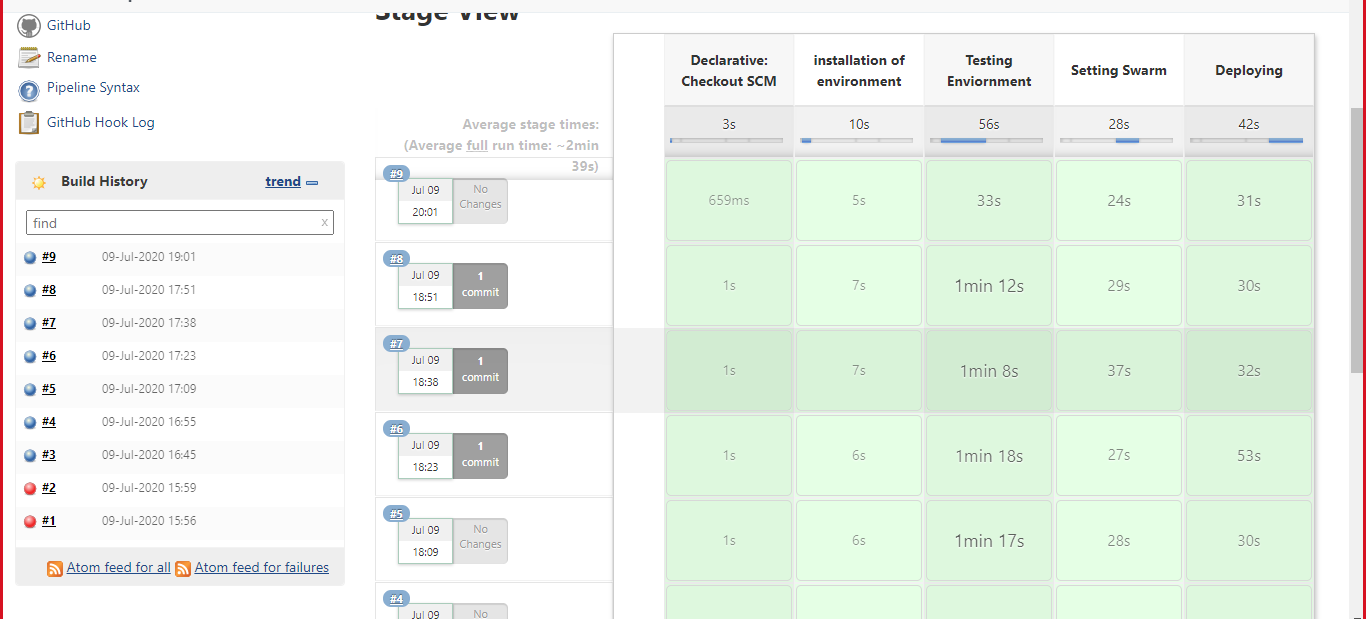 GitHub
Rename
Pipeline Syntax
GitHub Hook Log
Build History
trend
find
x
#9 09-Jul-2020 19:01
#8 09-Jul-2020 17:51
#7 09-Jul-2020 17:38
#6 09-Jul-2020 17:23
#5 09-Jul-2020 17:09
#4 09-Jul-2020 16:55
#3 09-Jul-2020 16:45
#2 09-Jul-2020 15:59
#1 09-Jul-2020 15:56
Atom feed for all Atom feed for failures
Stage View
Declarative:
Checkout SCM
installation of
environment
Testing
Enviornment
Setting Swarm
Deploying
Average stage times:
(Average full run time: ~2min
39s)
3s 10s 56s 28s 42s
#9
Jul 09
20:01
No
Changes
659ms 5s 33s 24s 31s
#8
Jul 09
18:51
1
commit
1s 7s 1min 12s 29s 30s
#7
Jul 09
18:38
1
commit
1s 7s 1min 8s 37s 32s
#6
Jul 09
18:23
1
commit
1s 6s 1min 18s 27s 53s
#5
Jul 09
18:09
No
Changes
1s 6s 1min 17s 28s 30s
#4
Jul 09
No